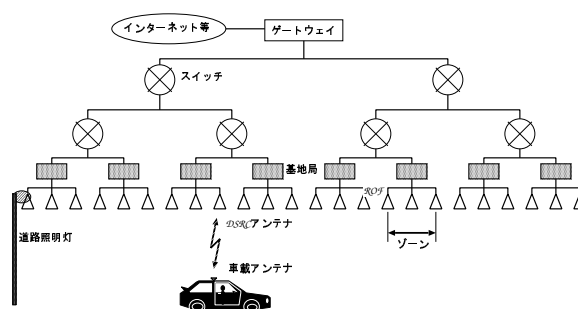 インターネット等
ゲートウェイ
スイッチ
基地局
ROF
道路照明灯
DSRCアンテナ
ゾーン
車載アンテナ